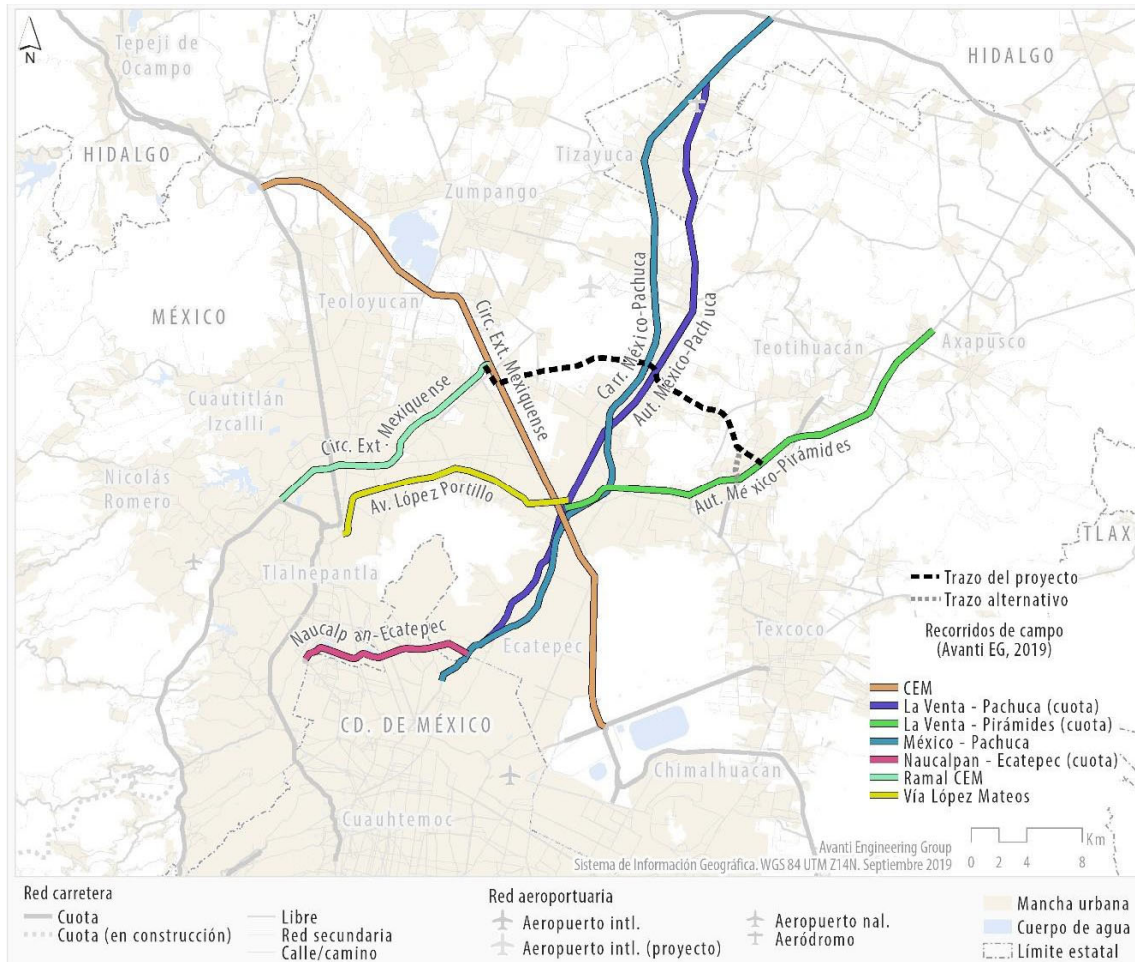 N
Tepeji de
Ocampo
HIDALGO
HIDALGO
Tizayuca
Zumpango
Teoloyucan
MÉXICO
Circ. Ext. Mexiquense
Carr. México-Pachuca
Aut. México-Pachuca
Teotihuacán
Axapusco
Cuautitlán
Izcalli
Circ. Ext. Mexiquense
Nicolás
Romero
Av. López Portillo
Aut. México-Pirámides
TLAX
Tlalnepantla
Naucalpan-Ecatepec
Ecatepec
Texcoco
CD. DE MÉXICO
Chimalhuacán
Cuauhtemoc
Trazo del proyecto
Trazo alternativo
Recorridos de campo
(Avanti EG, 2019)
CEM
La Venta - Pachuca (cuota)
La Venta - Pirámides (cuota)
México - Pachuca
Naucalpan - Ecatepec (cuota)
Ramal CEM
Vía López Mateos
Km
0 2 4 8
Avanti Engineering Group
Sistema de Información Geográfica. WGS 84 UTM Z14N. Septiembre 2019
Red carretera
Cuota
Cuota (en construcción)
Libre
Red secundaria
Calle/camino
Red aeroportuaria
Aeropuerto intl.
Aeropuerto intl. (proyecto)
Aeropuerto nal.
Aeródromo
Mancha urbana
Cuerpo de agua
Límite estatal